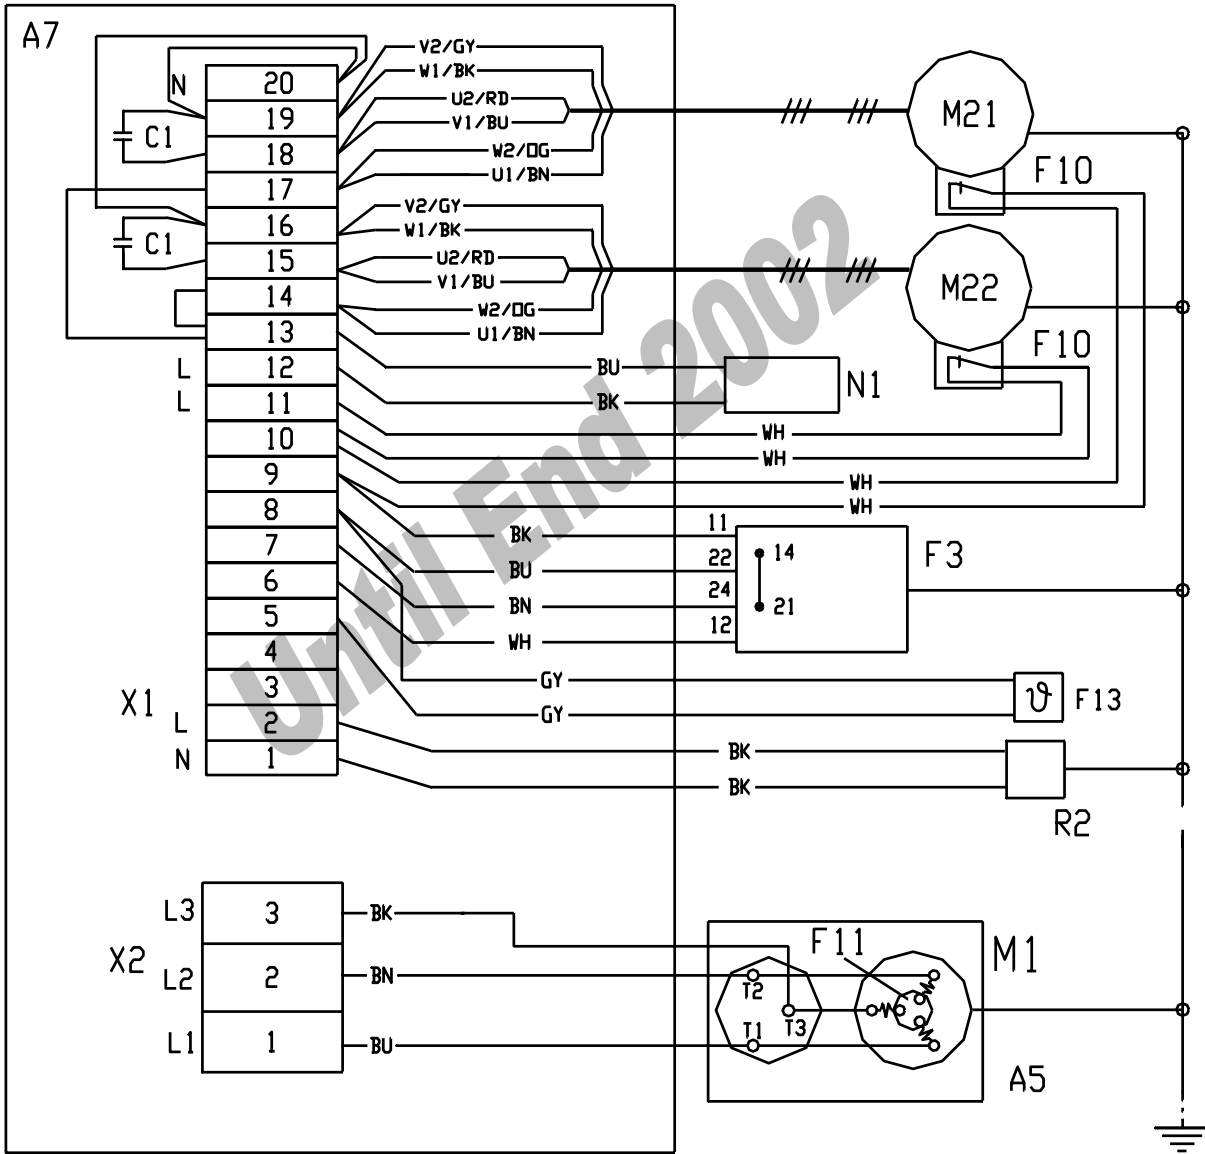 A7
V2/GY
W1/BK
U2/RD
V1/BU
W2/OG
U1/BN
N
20
19
18
17
16
15
14
13
12
11
10
9
8
7
6
5
4
3
2
1
C1
C1
V2/GY
W1/BK
U2/RD
V1/BU
W2/OG
U1/BN
M21
F10
M22
F10
L
L
BU
BK
N1
WH
WH
WH
WH
BK
BU
BN
WH
11
22
24
12
14
21
F3
GY
GY
ϑ
F13
X1
L
N
BK
BK
R2
Until End 2002
X2
L3
L2
L1
3
2
1
BK
BN
BU
F11
M1
T2
T3
T1
A5